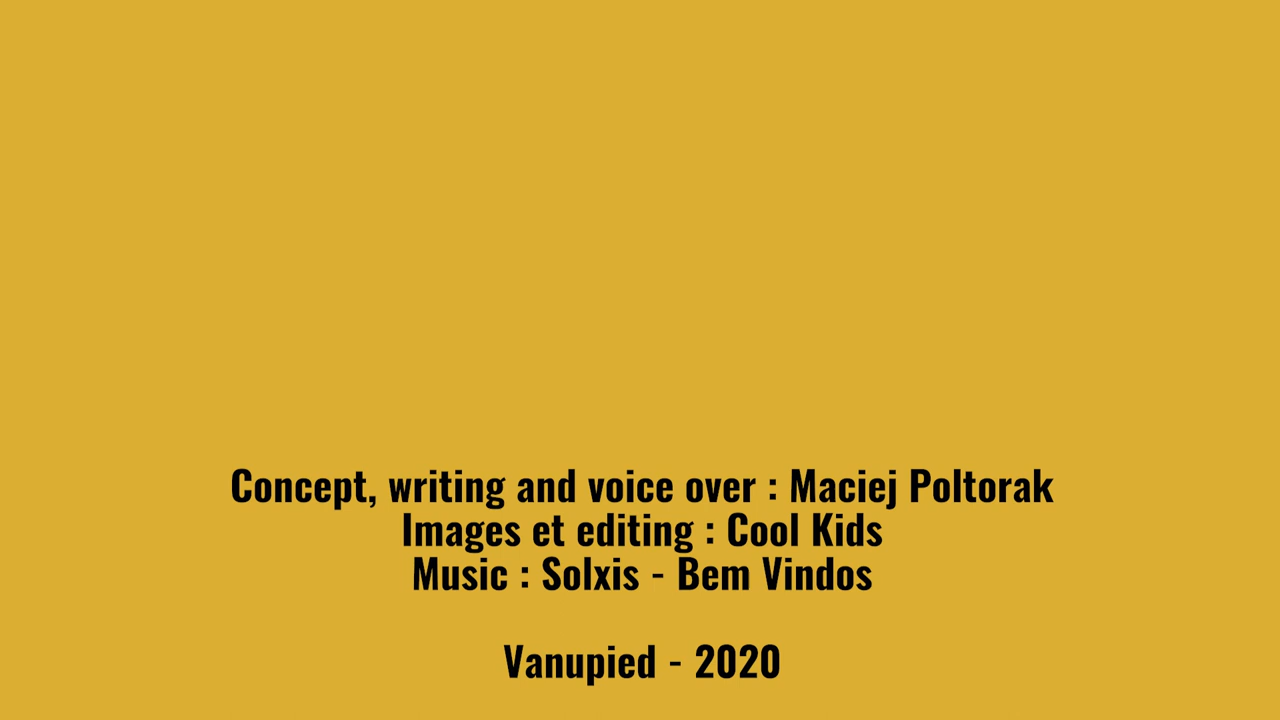 Concept, writing and voice over : Maciej Poltorak
Images et editing : Cool Kids
Music : Solxis - Bem Vindos
Vanupied - 2020